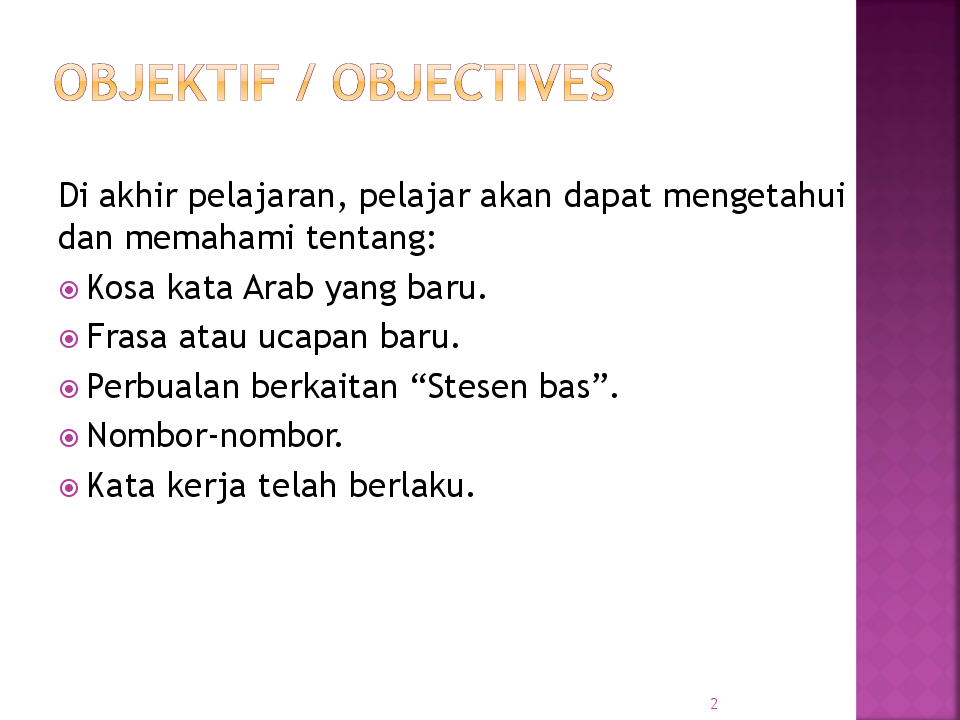 OBJEKTIF / OBJECTIVES
Di akhir pelajaran, pelajar akan dapat mengetahui
dan memahami tentang:
Kosa kata Arab yang baru.
Frasa atau ucapan baru.
Perbualan berkaitan “Stesen bas”.
Nombor-nombor.
Kata kerja telah berlaku.
2